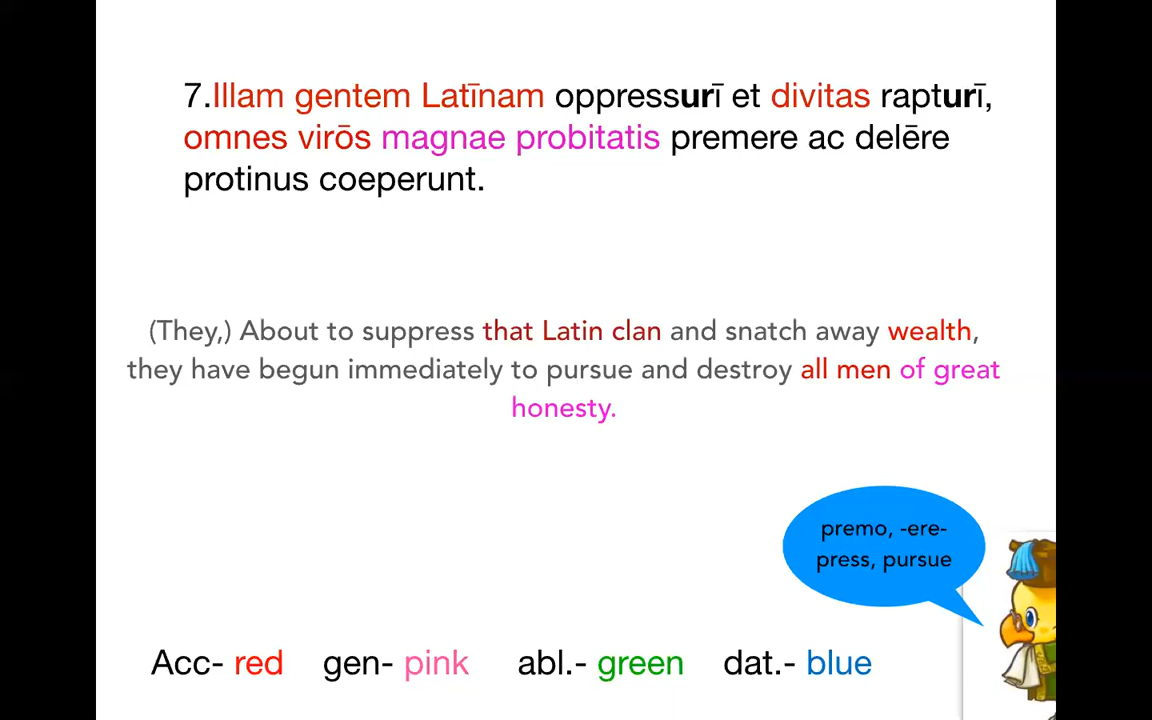 7.Illam gentem Latīnam oppressurī et divitas rapturī,
omnes virōs magnae probitatis premere ac delēre
protinus coeperunt.
(They,) About to suppress that Latin clan and snatch away wealth,
they have begun immediately to pursue and destroy all men of great
honesty.
premo, -ere-
press, pursue
Acc- red gen- pink abl.- green dat.- blue